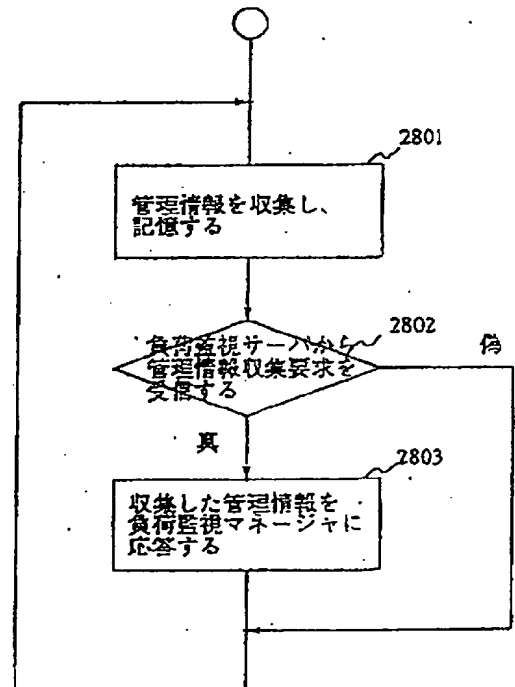 2801
管理情報を収集し、
記憶する
2802
負荷監視サーバから
管理情報収集要求を
受信する
偽
真
2803
収集した管理情報を
負荷監視マネージャに
応答する